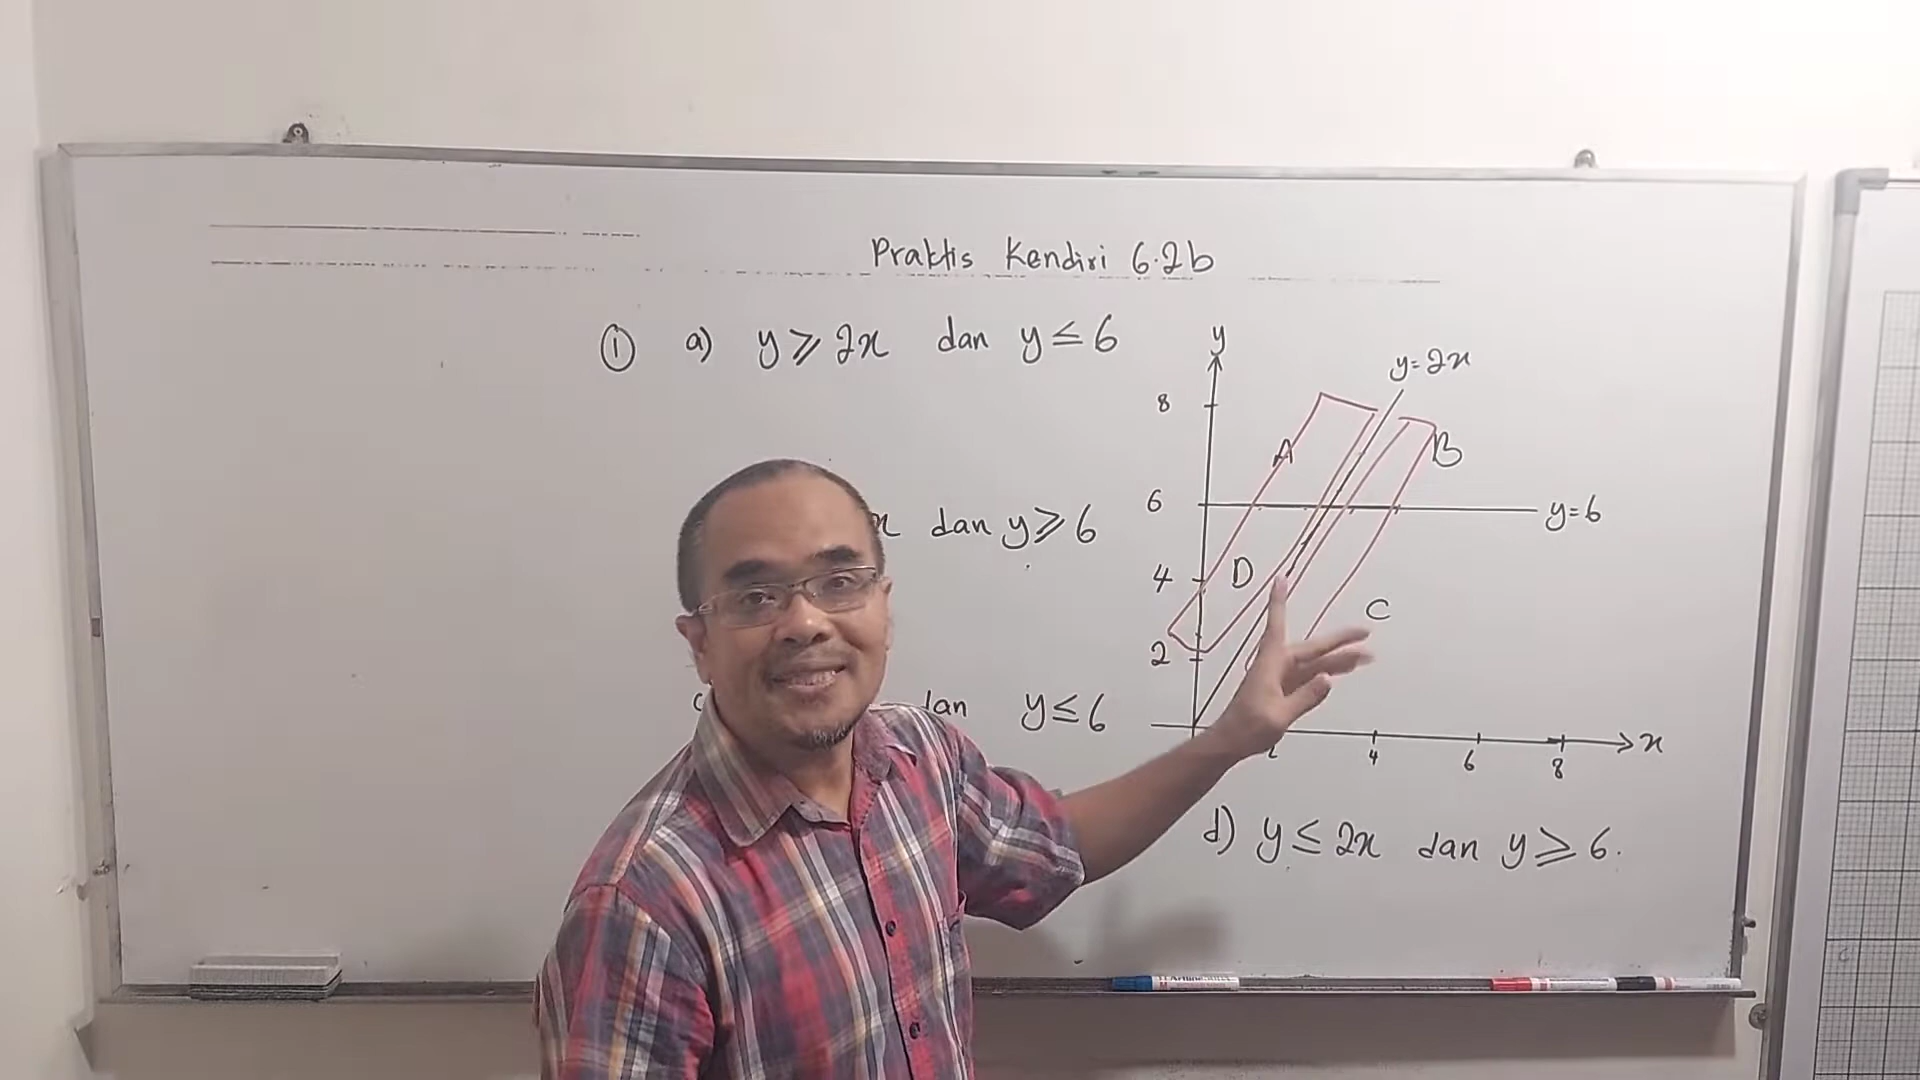 Praktis Kendiri 6.2b
① a) y ⩾ 2x dan y ≤ 6
x dan y ⩾ 6
dan y ≤ 6
y
8
6
4
2
y=2x
A
B
y=6
D
C
4 6 8
x
d) y ≤ 2x dan y ⩾ 6.